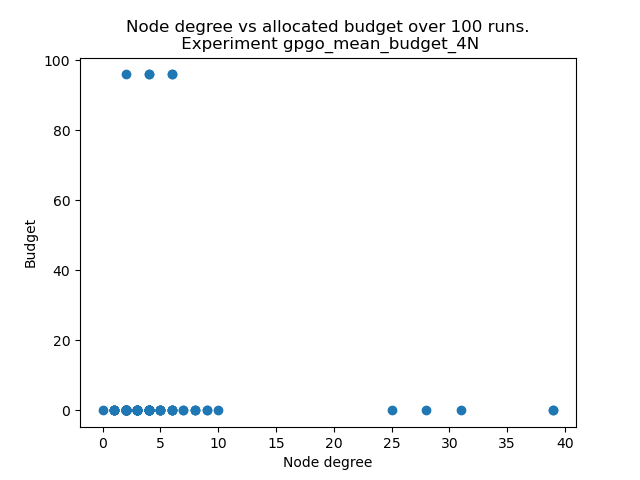 Node degree vs allocated budget over 100 runs.
Experiment gpgo_mean_budget_4N
100
80
60
40
20
0
Budget
0 5 10 15 20 25 30 35 40
Node degree